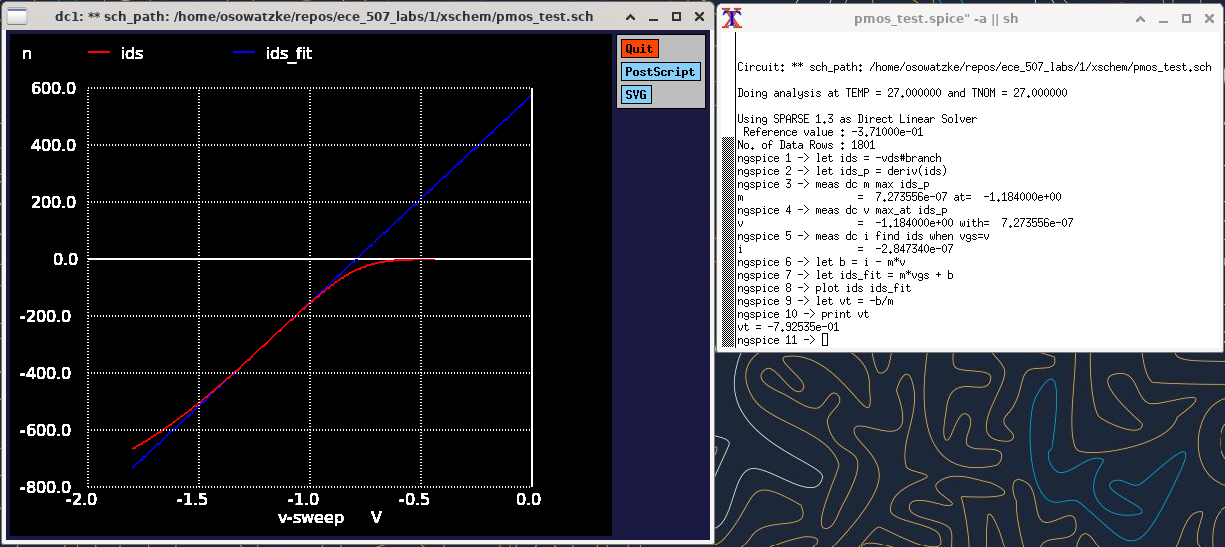 dc1: ** sch_path: /home/osowatzke/repos/ece_507_labs/1/xschem/pmos_test.sch
n
ids
ids_fit
Quit
PostScript
SVG
600.0
400.0
200.0
0.0
-200.0
-400.0
-600.0
-800.0
-2.0
-1.5
-1.0
-0.5
0.0
v-sweep V
pmos_test.spice" -a || sh
Circuit: ** sch_path: /home/osowatzke/repos/ece_507_labs/1/xschem/pmos_test.sch
Doing analysis at TEMP = 27.000000 and TNOM = 27.000000
Using SPARSE 1.3 as Direct Linear Solver
Reference value : -3.71000e-01
No. of Data Rows : 1801
ngspice 1 -> let ids = -vds#branch
ngspice 2 -> let ids_p = deriv(ids)
ngspice 3 -> meas dc m max ids_p
m = 7.273556e-07 at= -1.184000e+00
ngspice 4 -> meas dc v max_at ids_p
v = -1.184000e+00 with= 7.273556e-07
ngspice 5 -> meas dc i find ids when vgs=v
i = -2.847340e-07
ngspice 6 -> let b = i - m*v
ngspice 7 -> let ids_fit = m*vgs + b
ngspice 8 -> plot ids ids_fit
ngspice 9 -> let vt = -b/m
ngspice 10 -> print vt
vt = -7.92535e-01
ngspice 11 ->